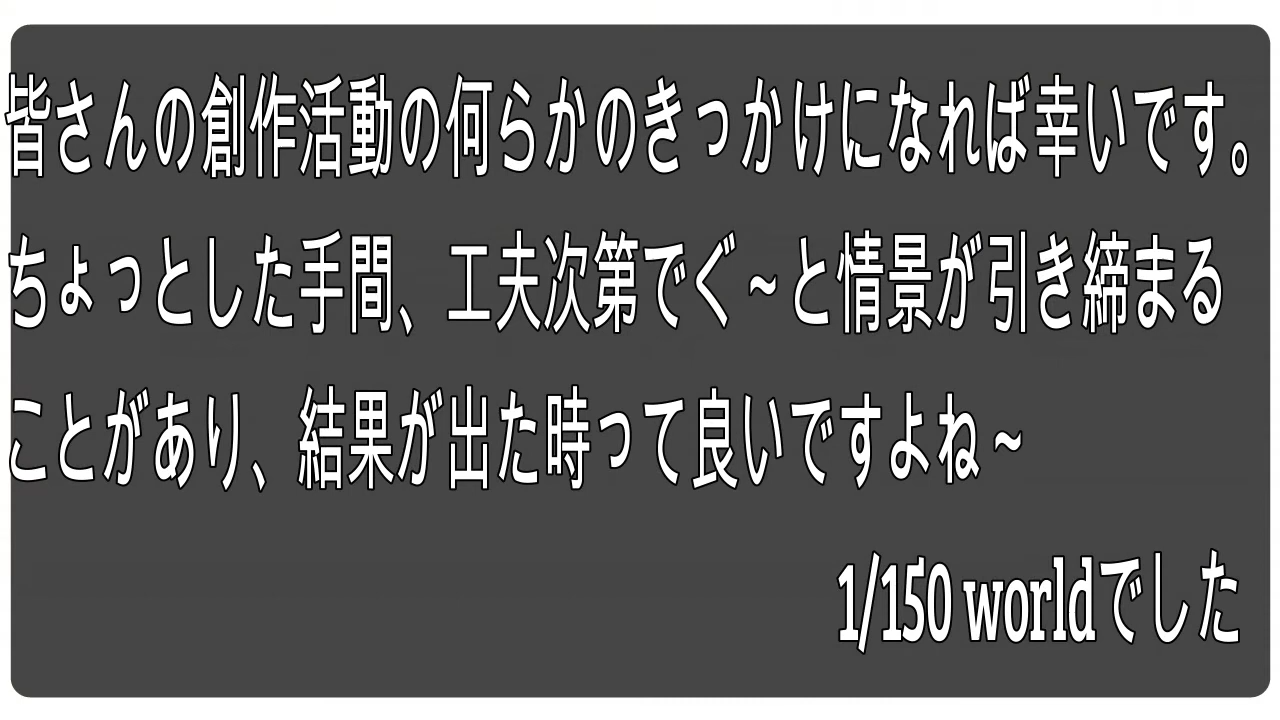 皆さんの創作活動の何らかのきっかけになれば幸いです。
ちょっとした手間、工夫次第でぐ~と情景が引き締まる
ことがあり、結果が出た時って良いですよね~
1/150 worldでした